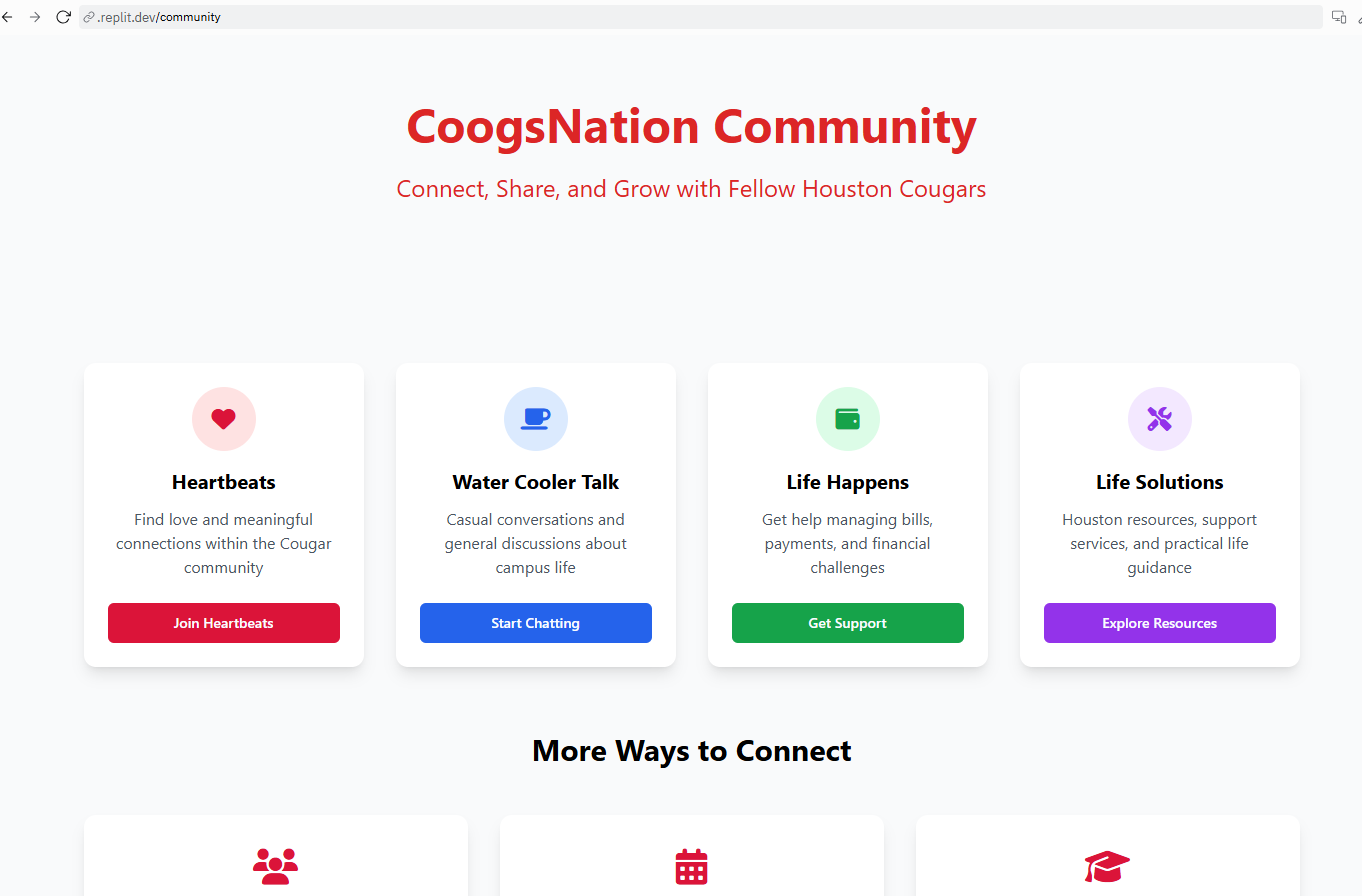 .replit.dev/community
CoogsNation Community
Connect, Share, and Grow with Fellow Houston Cougars
Heartbeats
Find love and meaningful
connections within the Cougar
community
Join Heartbeats
Water Cooler Talk
Casual conversations and
general discussions about
campus life
Start Chatting
Life Happens
Get help managing bills,
payments, and financial
challenges
Get Support
Life Solutions
Houston resources, support
services, and practical life
guidance
Explore Resources
More Ways to Connect